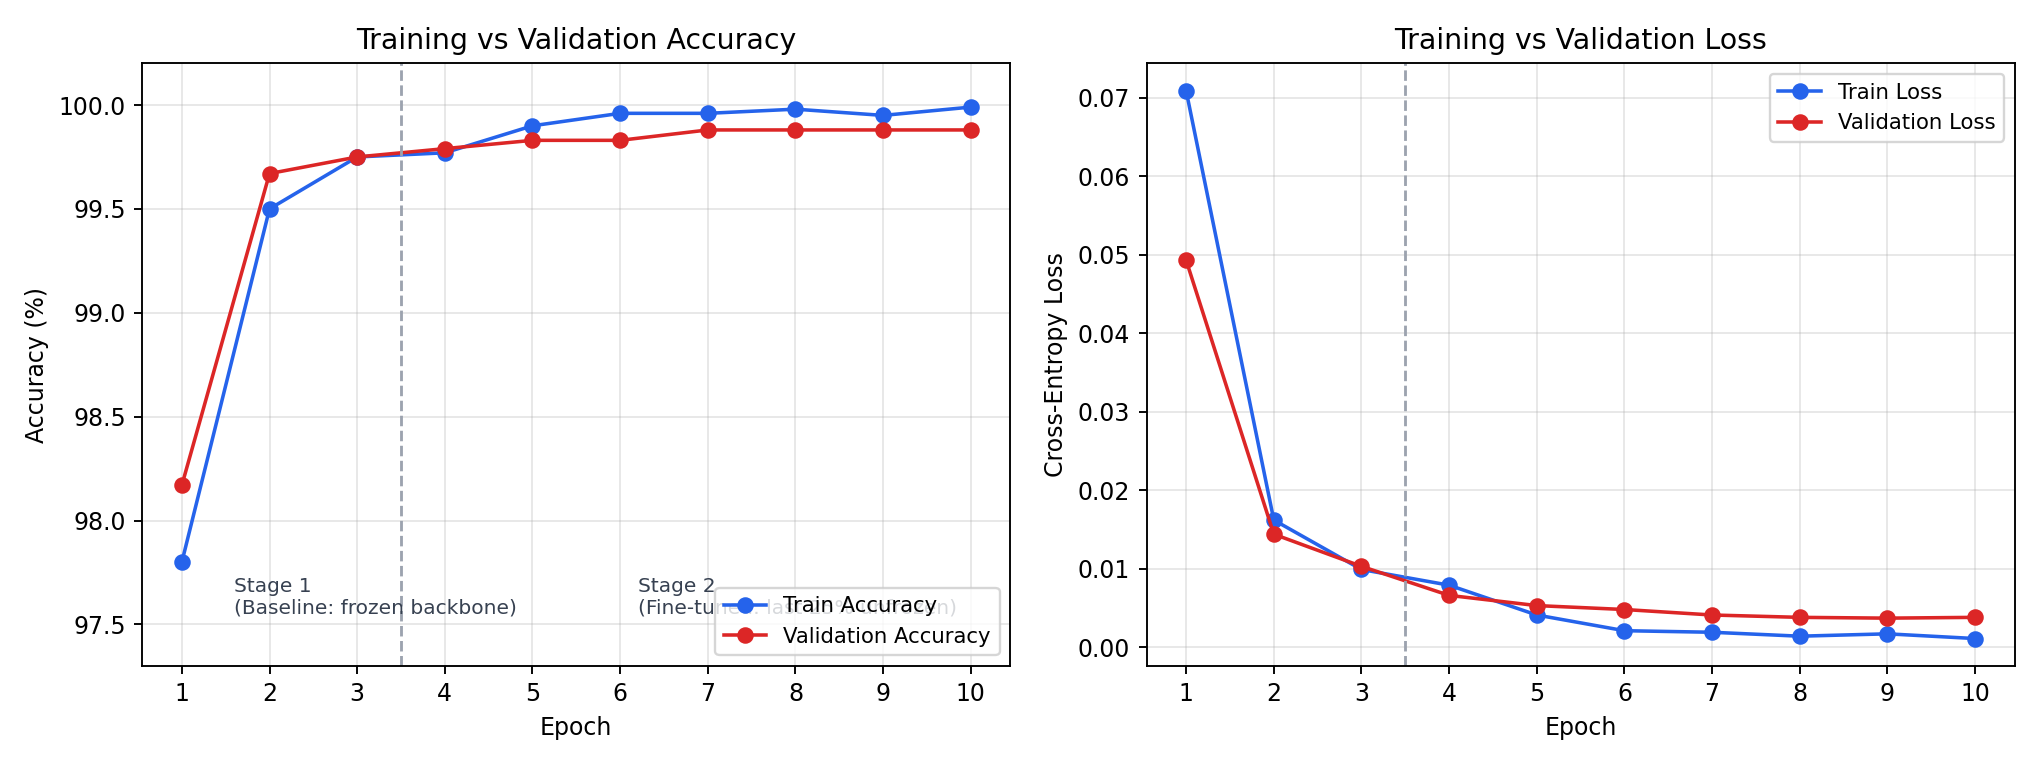 Training vs Validation Accuracy
Accuracy (%)
100.0
99.5
99.0
98.5
98.0
97.5
Stage 1
(Baseline: frozen backbone)
Stage 2
(Fine-tune: last
Train Accuracy
Validation Accuracy
1 2 3 4 5 6 7 8 9 10
Epoch
Training vs Validation Loss
Cross-Entropy Loss
0.07
0.06
0.05
0.04
0.03
0.02
0.01
0.00
Train Loss
Validation Loss
1 2 3 4 5 6 7 8 9 10
Epoch